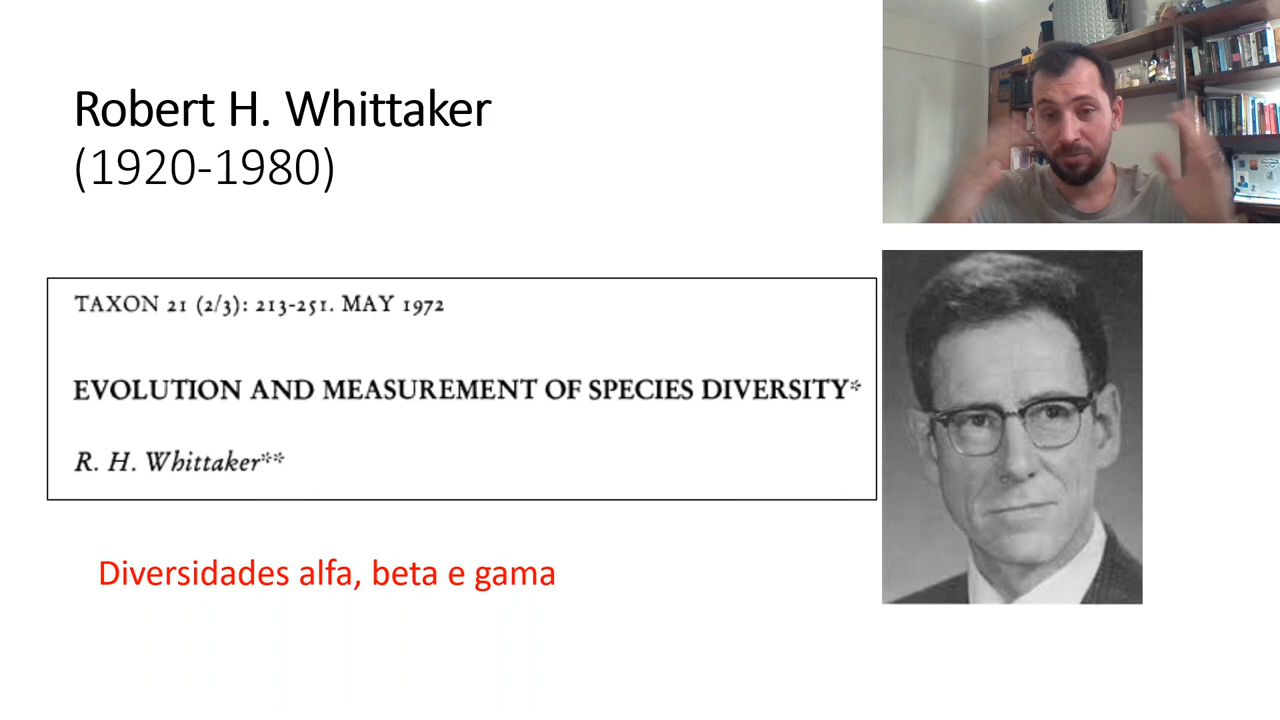 Robert H. Whittaker
(1920-1980)
TAXON 21 (2/3): 213-251. MAY 1972
EVOLUTION AND MEASUREMENT OF SPECIES DIVERSITY*
R. H. Whittaker**
Diversidades alfa, beta e gama